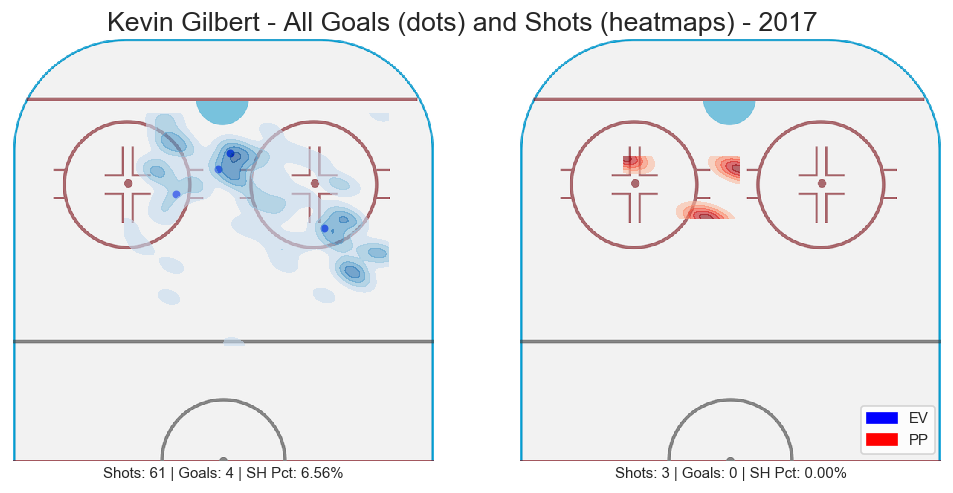 Kevin Gilbert - All Goals (dots) and Shots (heatmaps) - 2017
EV
PP
Shots: 61 | Goals: 4 | SH Pct: 6.56%
Shots: 3 | Goals: 0 | SH Pct: 0.00%